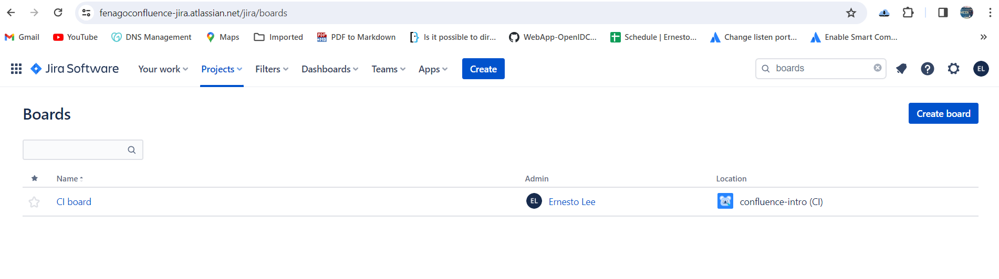 fenagoconfluence-jira.atlassian.net/jira/boards
Gmail YouTube DNS Management Maps Imported PDF to Markdown Is it possible to dir... WebApp-OpenIDC... Schedule | Ernesto... Change listen port... Enable Smart Com... »
Jira Software Your work Projects Filters Dashboards Teams Apps Create boards EL
Boards Create board
Name Admin Location
CI board EL Ernesto Lee confluence-intro (CI)